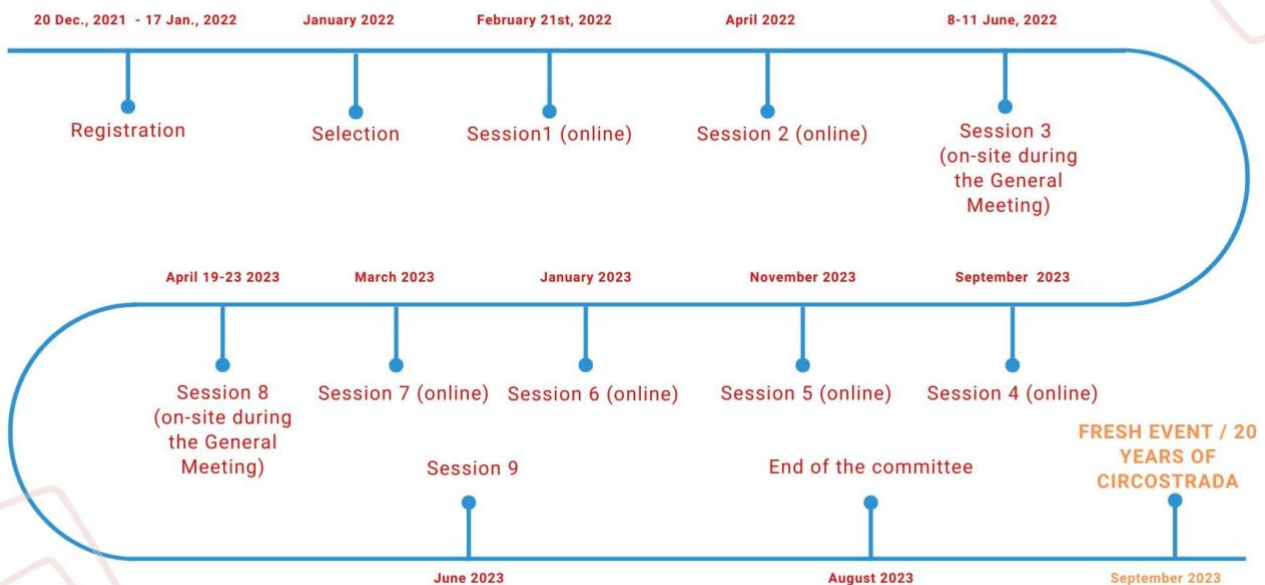 20 Dec., 2021 - 17 Jan., 2022
January 2022
February 21st, 2022
April 2022
8-11 June, 2022
Registration
Selection
Session1 (online)
Session 2 (online)
Session 3
(on-site during
the General
Meeting)
April 19-23 2023
March 2023
January 2023
November 2023
September 2023
Session 8
(on-site during
the General
Meeting)
Session 7 (online)
Session 6 (online)
Session 5 (online)
Session 4 (online)
Session 9
End of the committee
FRESH EVENT / 20
YEARS OF
CIRCOSTRADA
June 2023
August 2023
September 2023